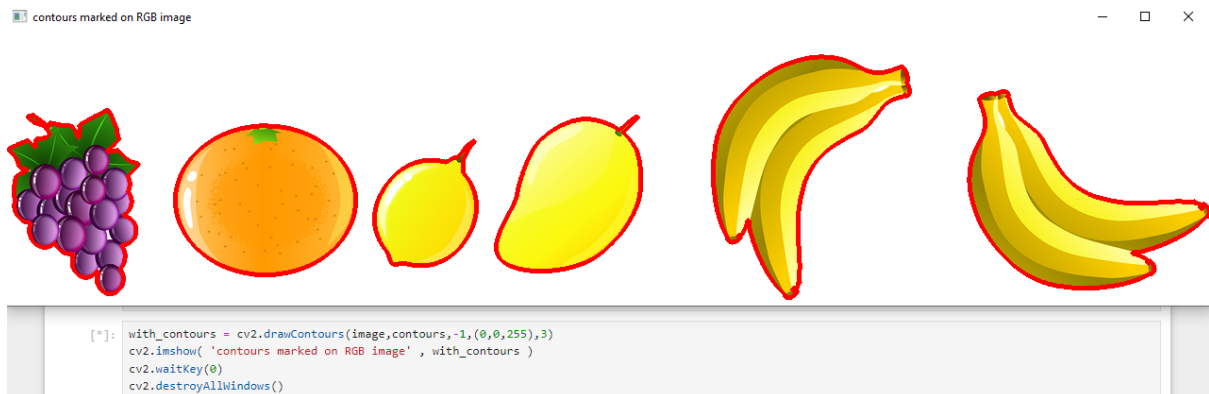 contours marked on RGB image
[*]: with_contours = cv2.drawContours(image,contours,-1,(0,0,255),3)
cv2.imshow( 'contours marked on RGB image' , with_contours )
cv2.waitKey(0)
cv2.destroyAllWindows()